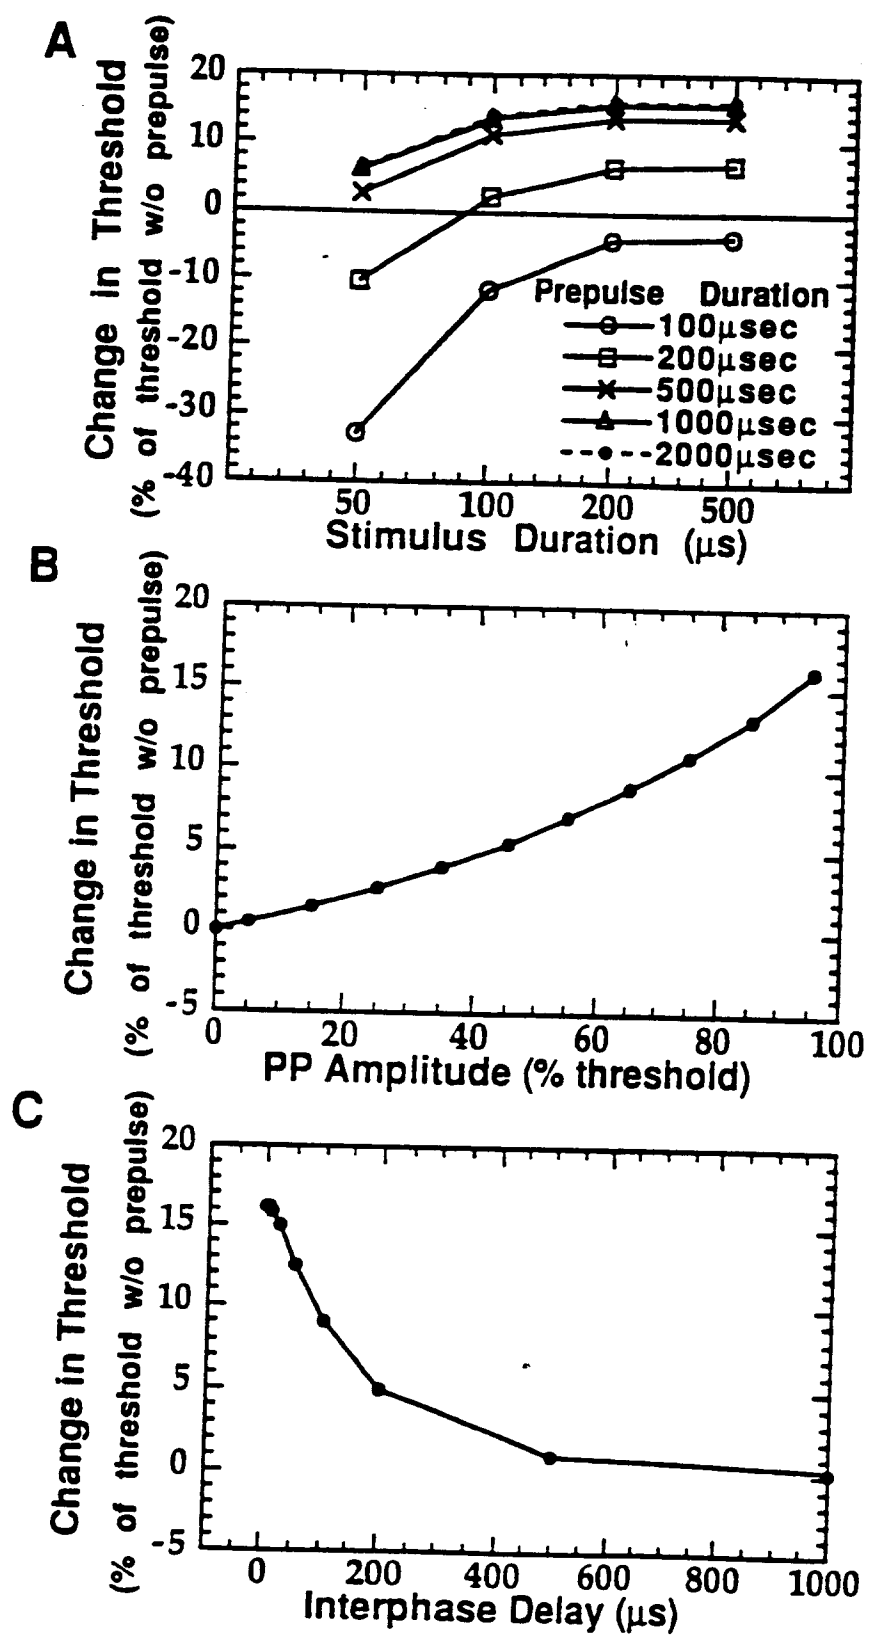 A
Change in Threshold
(% of threshold w/o prepulse)
20
10
0
-10
-20
-30
-40
Prepulse Duration
100μsec
200μsec
500μsec
1000μsec
2000μsec
50 100 200 500
Stimulus Duration (μs)
B
Change in Threshold
(% of threshold w/o prepulse)
20
15
10
5
0
-5
0 20 40 60 80 100
PP Amplitude (% threshold)
C
Change in Threshold
(% of threshold w/o prepulse)
20
15
10
5
0
-5
0 200 400 600 800 1000
Interphase Delay (μs)